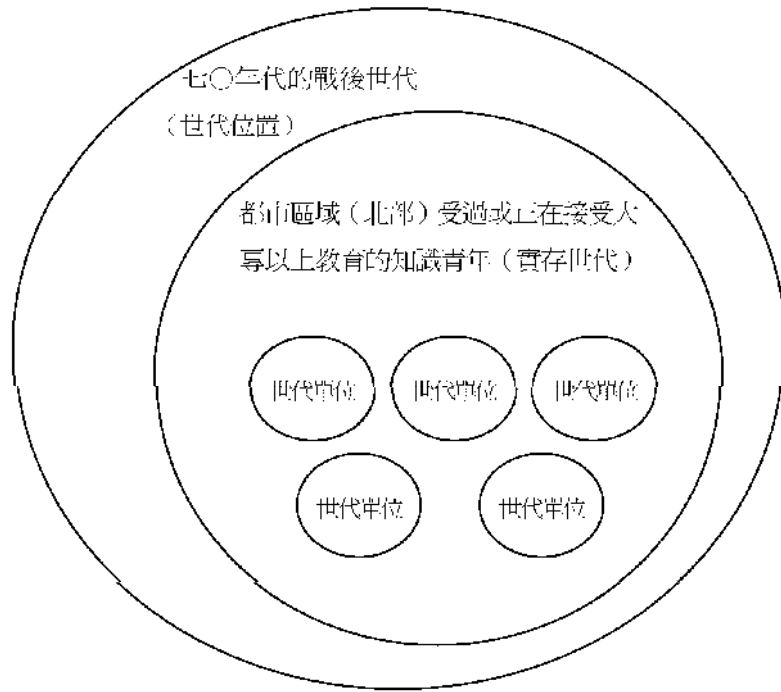 七〇年代的戰後世代
（世代位置）
都市區域（北部）受過或正在接受大
專以上教育的知識青年（實存世代）
世代單位
世代單位
世代單位
世代單位
世代單位